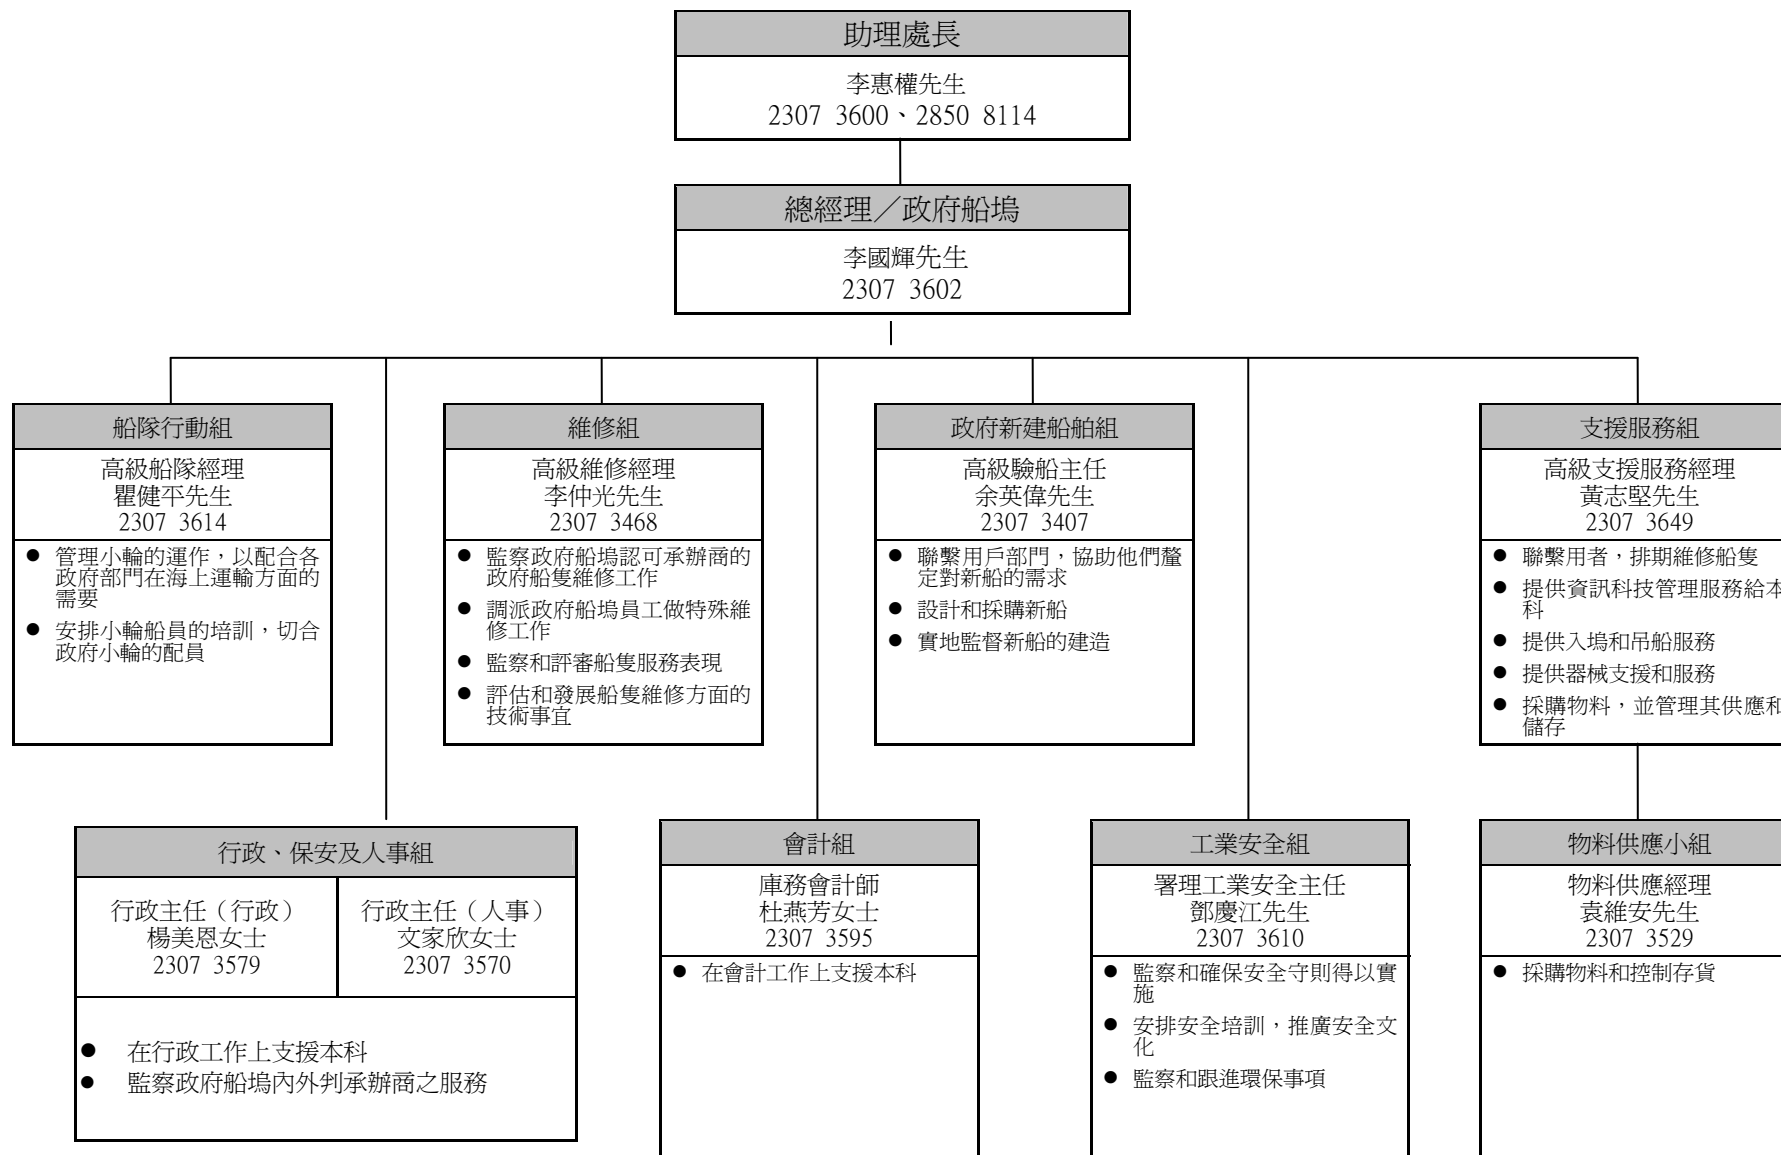 助理處長
李惠權先生
2307 3600、2850 8114
總經理／政府船塢
李國輝先生
2307 3602
船隊行動組
高級船隊經理
瞿健平先生
2307 3614
● 管理小輪的運作，以配合各
政府部門在海上運輸方面的
需要
● 安排小輪船員的培訓，切合
政府小輪的配員
維修組
高級維修經理
李仲光先生
2307 3468
● 監察政府船塢認可承辦商的
政府船隻維修工作
● 調派政府船塢員工做特殊維
修工作
● 監察和評審船隻服務表現
● 評估和發展船隻維修方面的
技術事宜
政府新建船舶組
高級驗船主任
余英偉先生
2307 3407
● 聯繫用戶部門，協助他們釐
定對新船的需求
● 設計和採購新船
● 實地監督新船的建造
支援服務組
高級支援服務經理
黃志堅先生
2307 3649
● 聯繫用者，排期維修船隻
● 提供資訊科技管理服務給本
科
● 提供入塢和吊船服務
● 提供器械支援和服務
● 採購物料，並管理其供應和
儲存
行政、保安及人事組
行政主任（行政）
楊美恩女士
2307 3579
行政主任（人事）
文家欣女士
2307 3570
● 在行政工作上支援本科
● 監察政府船塢內外判承辦商之服務
會計組
庫務會計師
杜燕芳女士
2307 3595
● 在會計工作上支援本科
工業安全組
署理工業安全主任
鄧慶江先生
2307 3610
● 監察和確保安全守則得以實
施
● 安排安全培訓，推廣安全文
化
● 監察和跟進環保事項
物料供應小組
物料供應經理
袁維安先生
2307 3529
● 採購物料和控制存貨